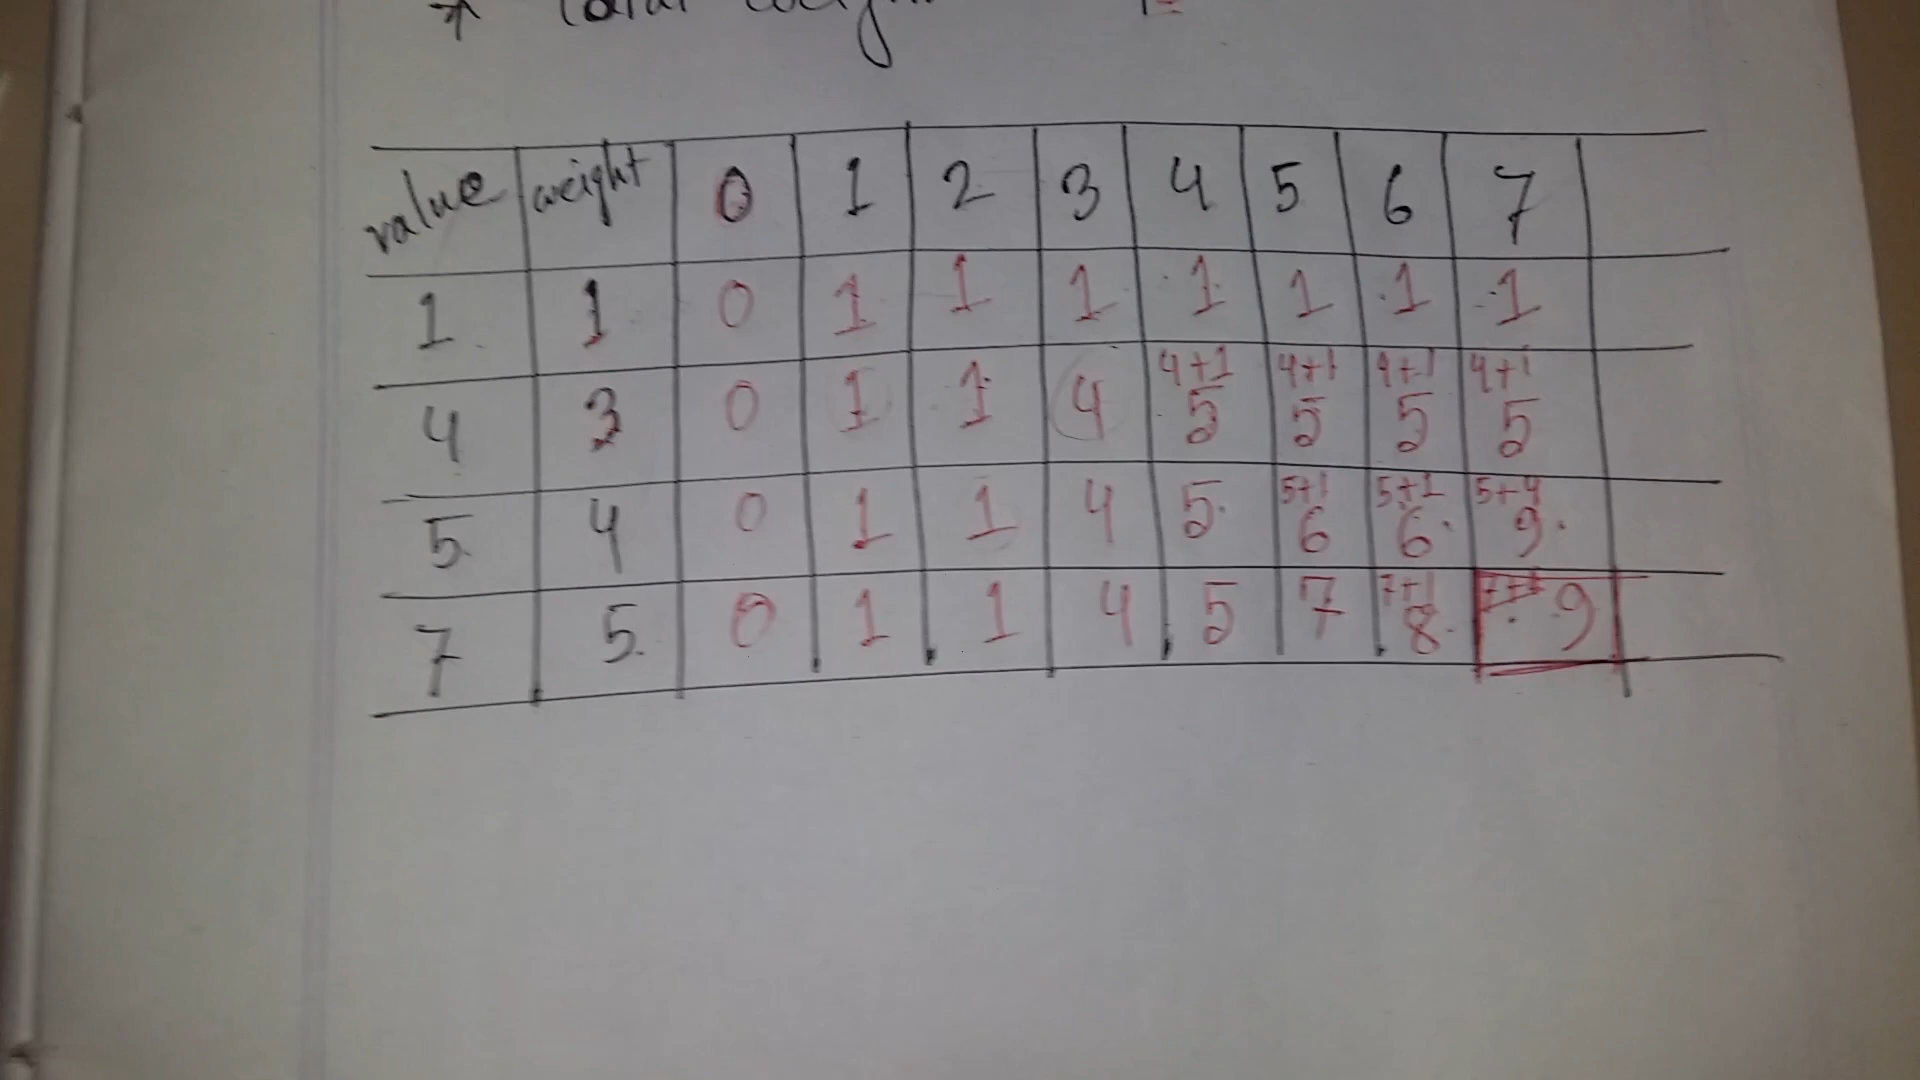 * Total weight
value weight 0 1 2 3 4 5 6 7
1 1 0 1 1 1 1 1 1 1
4+1 4+1 4+1 4+1
4 3 0 1 1 4 5 5 5 5
5+1 5+1 5+4
5 4 0 1 1 4 5 6 6 9
7+1
7 5 0 1 1 4 5 7 8 9